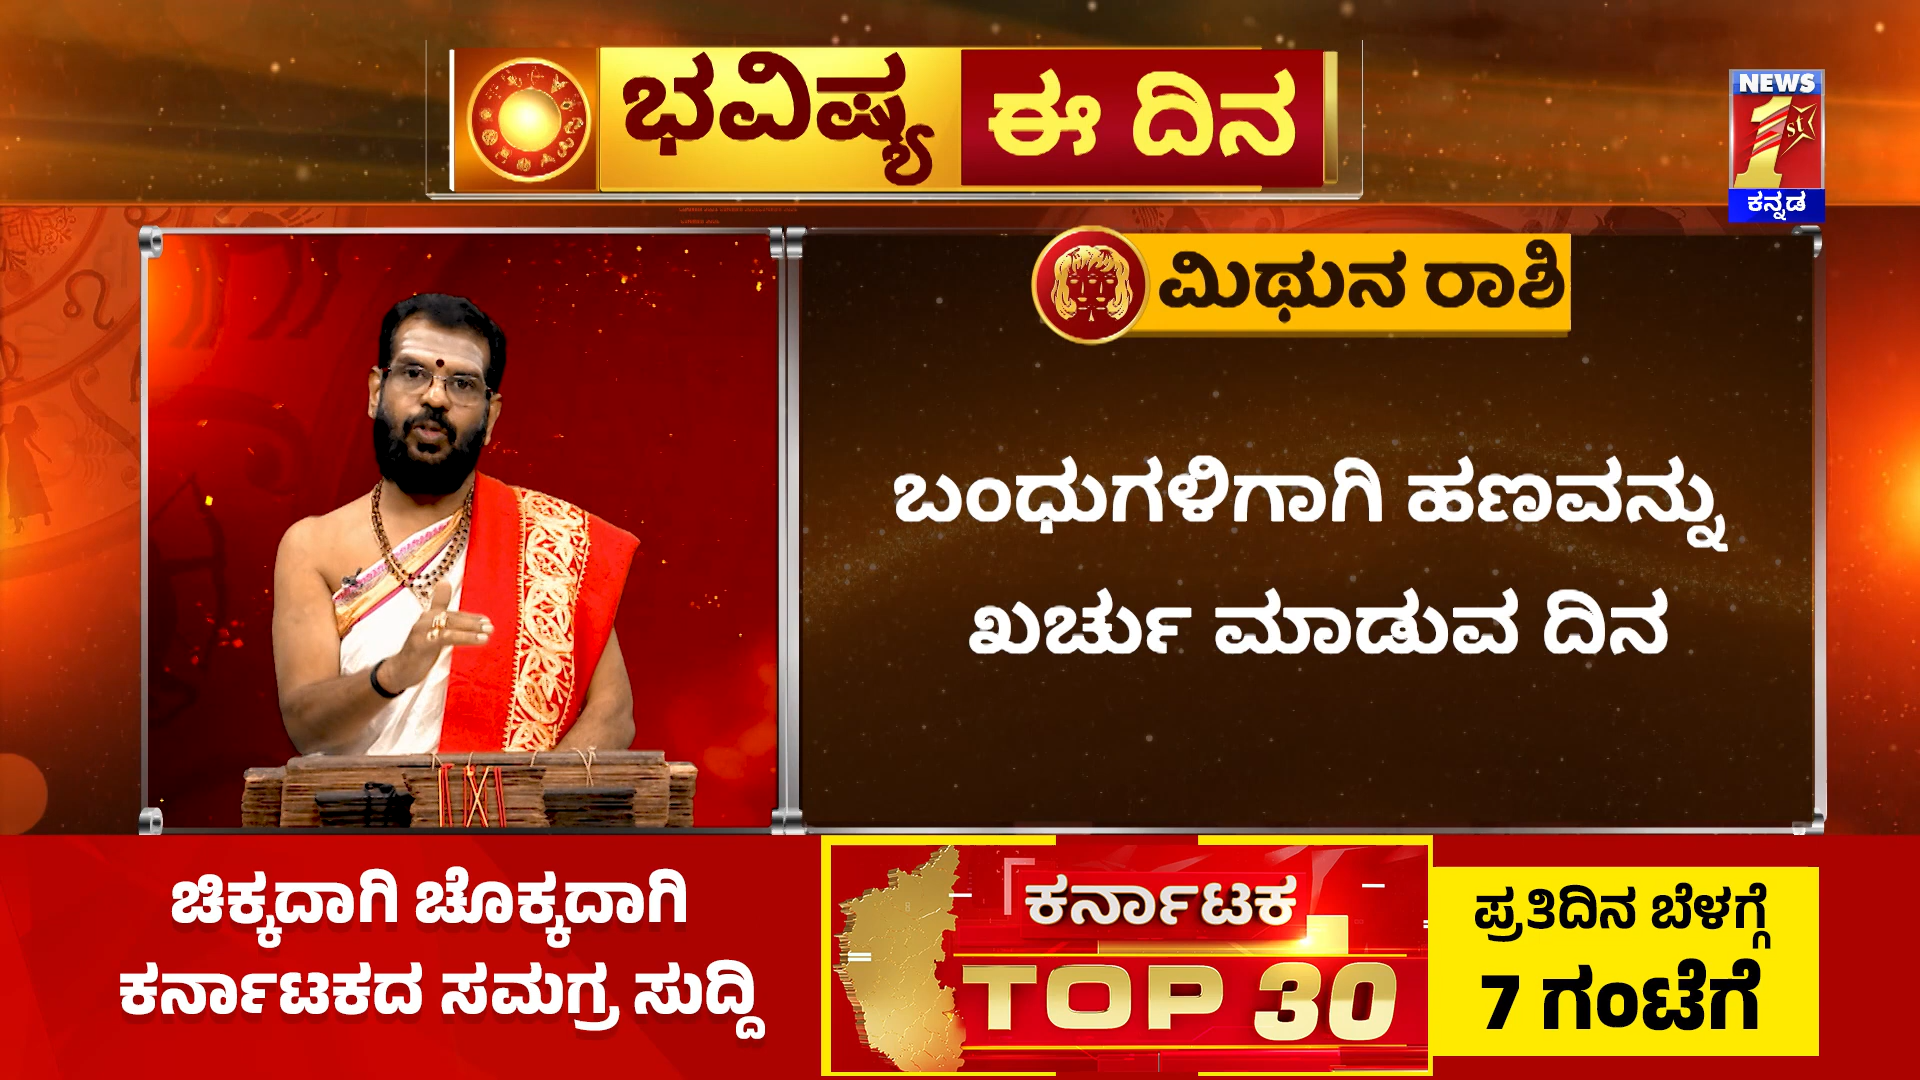 ಭವಿಷ್ಯ ಈ ದಿನ
NEWS
1st
ಕನ್ನಡ
ಮಿಥುನ ರಾಶಿ
ಬಂಧುಗಳಿಗಾಗಿ ಹಣವನ್ನು
ಖರ್ಚು ಮಾಡುವ ದಿನ
ಚಿಕ್ಕದಾಗಿ ಚೊಕ್ಕದಾಗಿ
ಕರ್ನಾಟಕದ ಸಮಗ್ರ ಸುದ್ದಿ
ಕರ್ನಾಟಕ
TOP 30
ಪ್ರತಿದಿನ ಬೆಳಗ್ಗೆ
7 ಗಂಟೆಗೆ